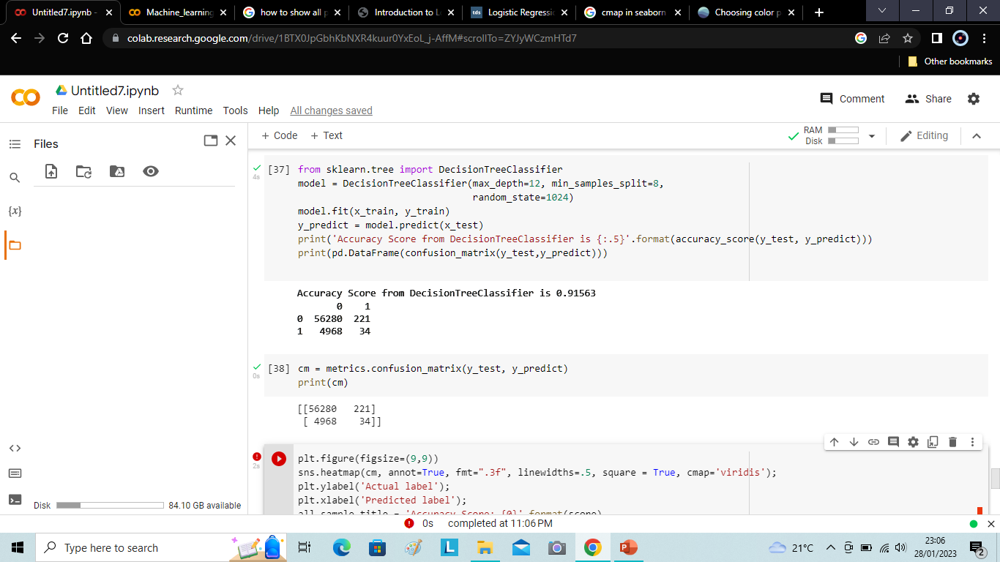 Untitled7.ipynb -
Machine_learning
how to show all p
Introduction to L
Logistic Regressi
cmap in seaborn
Choosing color p
colab.research.google.com/drive/1BTX0JpGbhKbNXR4kuur0YxEoL_j-AffM#scrollTo=ZYJyWCzmHTd7
Other bookmarks
Untitled7.ipynb
File Edit View Insert Runtime Tools Help All changes saved
Comment Share
Files
+ Code + Text
RAM
Disk
Editing
4s
[37] from sklearn.tree import DecisionTreeClassifier
model = DecisionTreeClassifier(max_depth=12, min_samples_split=8,
random_state=1024)
model.fit(x_train, y_train)
y_predict = model.predict(x_test)
print('Accuracy Score from DecisionTreeClassifier is {:.5}'.format(accuracy_score(y_test, y_predict)))
print(pd.DataFrame(confusion_matrix(y_test,y_predict)))
Accuracy Score from DecisionTreeClassifier is 0.91563
0 1
0 56280 221
1 4968 34
0s
[38] cm = metrics.confusion_matrix(y_test, y_predict)
print(cm)
[[56280 221]
[ 4968 34]]
2s
plt.figure(figsize=(9,9))
sns.heatmap(cm, annot=True, fmt=".3f", linewidths=.5, square = True, cmap='viridis');
plt.ylabel('Actual label');
plt.xlabel('Predicted label');
all_sample_title = 'Accuracy Score: {0}'.format(score)
Disk 84.10 GB available
0s completed at 11:06 PM
Type here to search
21°C
23:06
28/01/2023
2